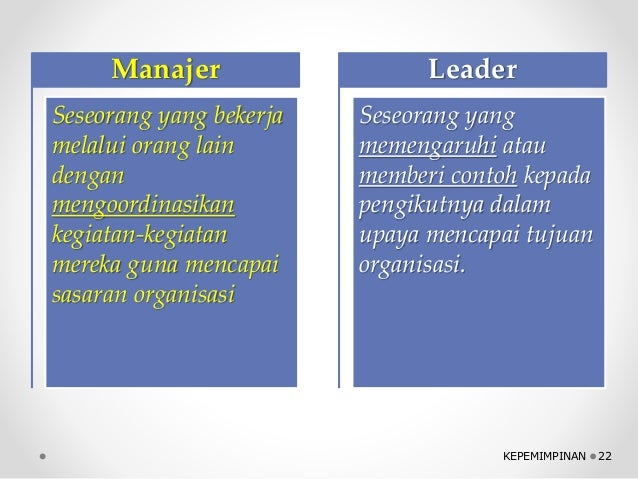 Manajer
Seseorang yang bekerja
melalui orang lain
dengan
mengoordinasikan
kegiatan-kegiatan
mereka guna mencapai
sasaran organisasi
Leader
Seseorang yang
memengaruhi atau
memberi contoh kepada
pengikutnya dalam
upaya mencapai tujuan
organisasi.
KEPEMIMPINAN 22